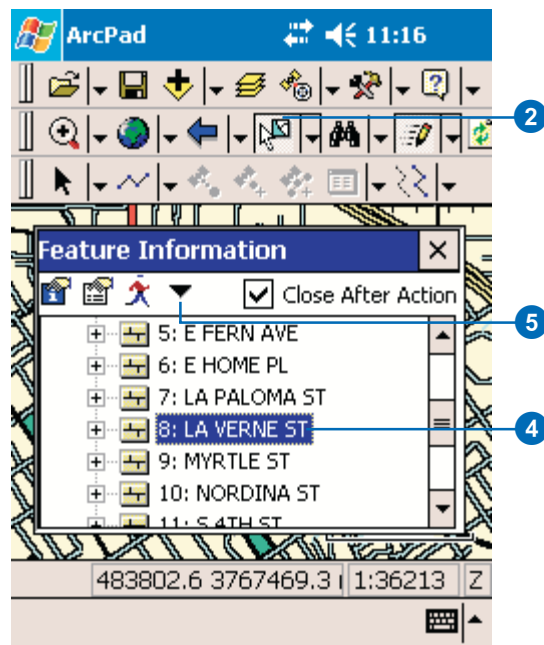 ArcPad 11:16
2
Feature Information
Close After Action
5
5: E FERN AVE
6: E HOME PL
7: LA PALOMA ST
8: LA VERNE ST
4
9: MYRTLE ST
10: NORDINA ST
11: S 4TH ST
483802.6 3767469.3 1:36213 Z